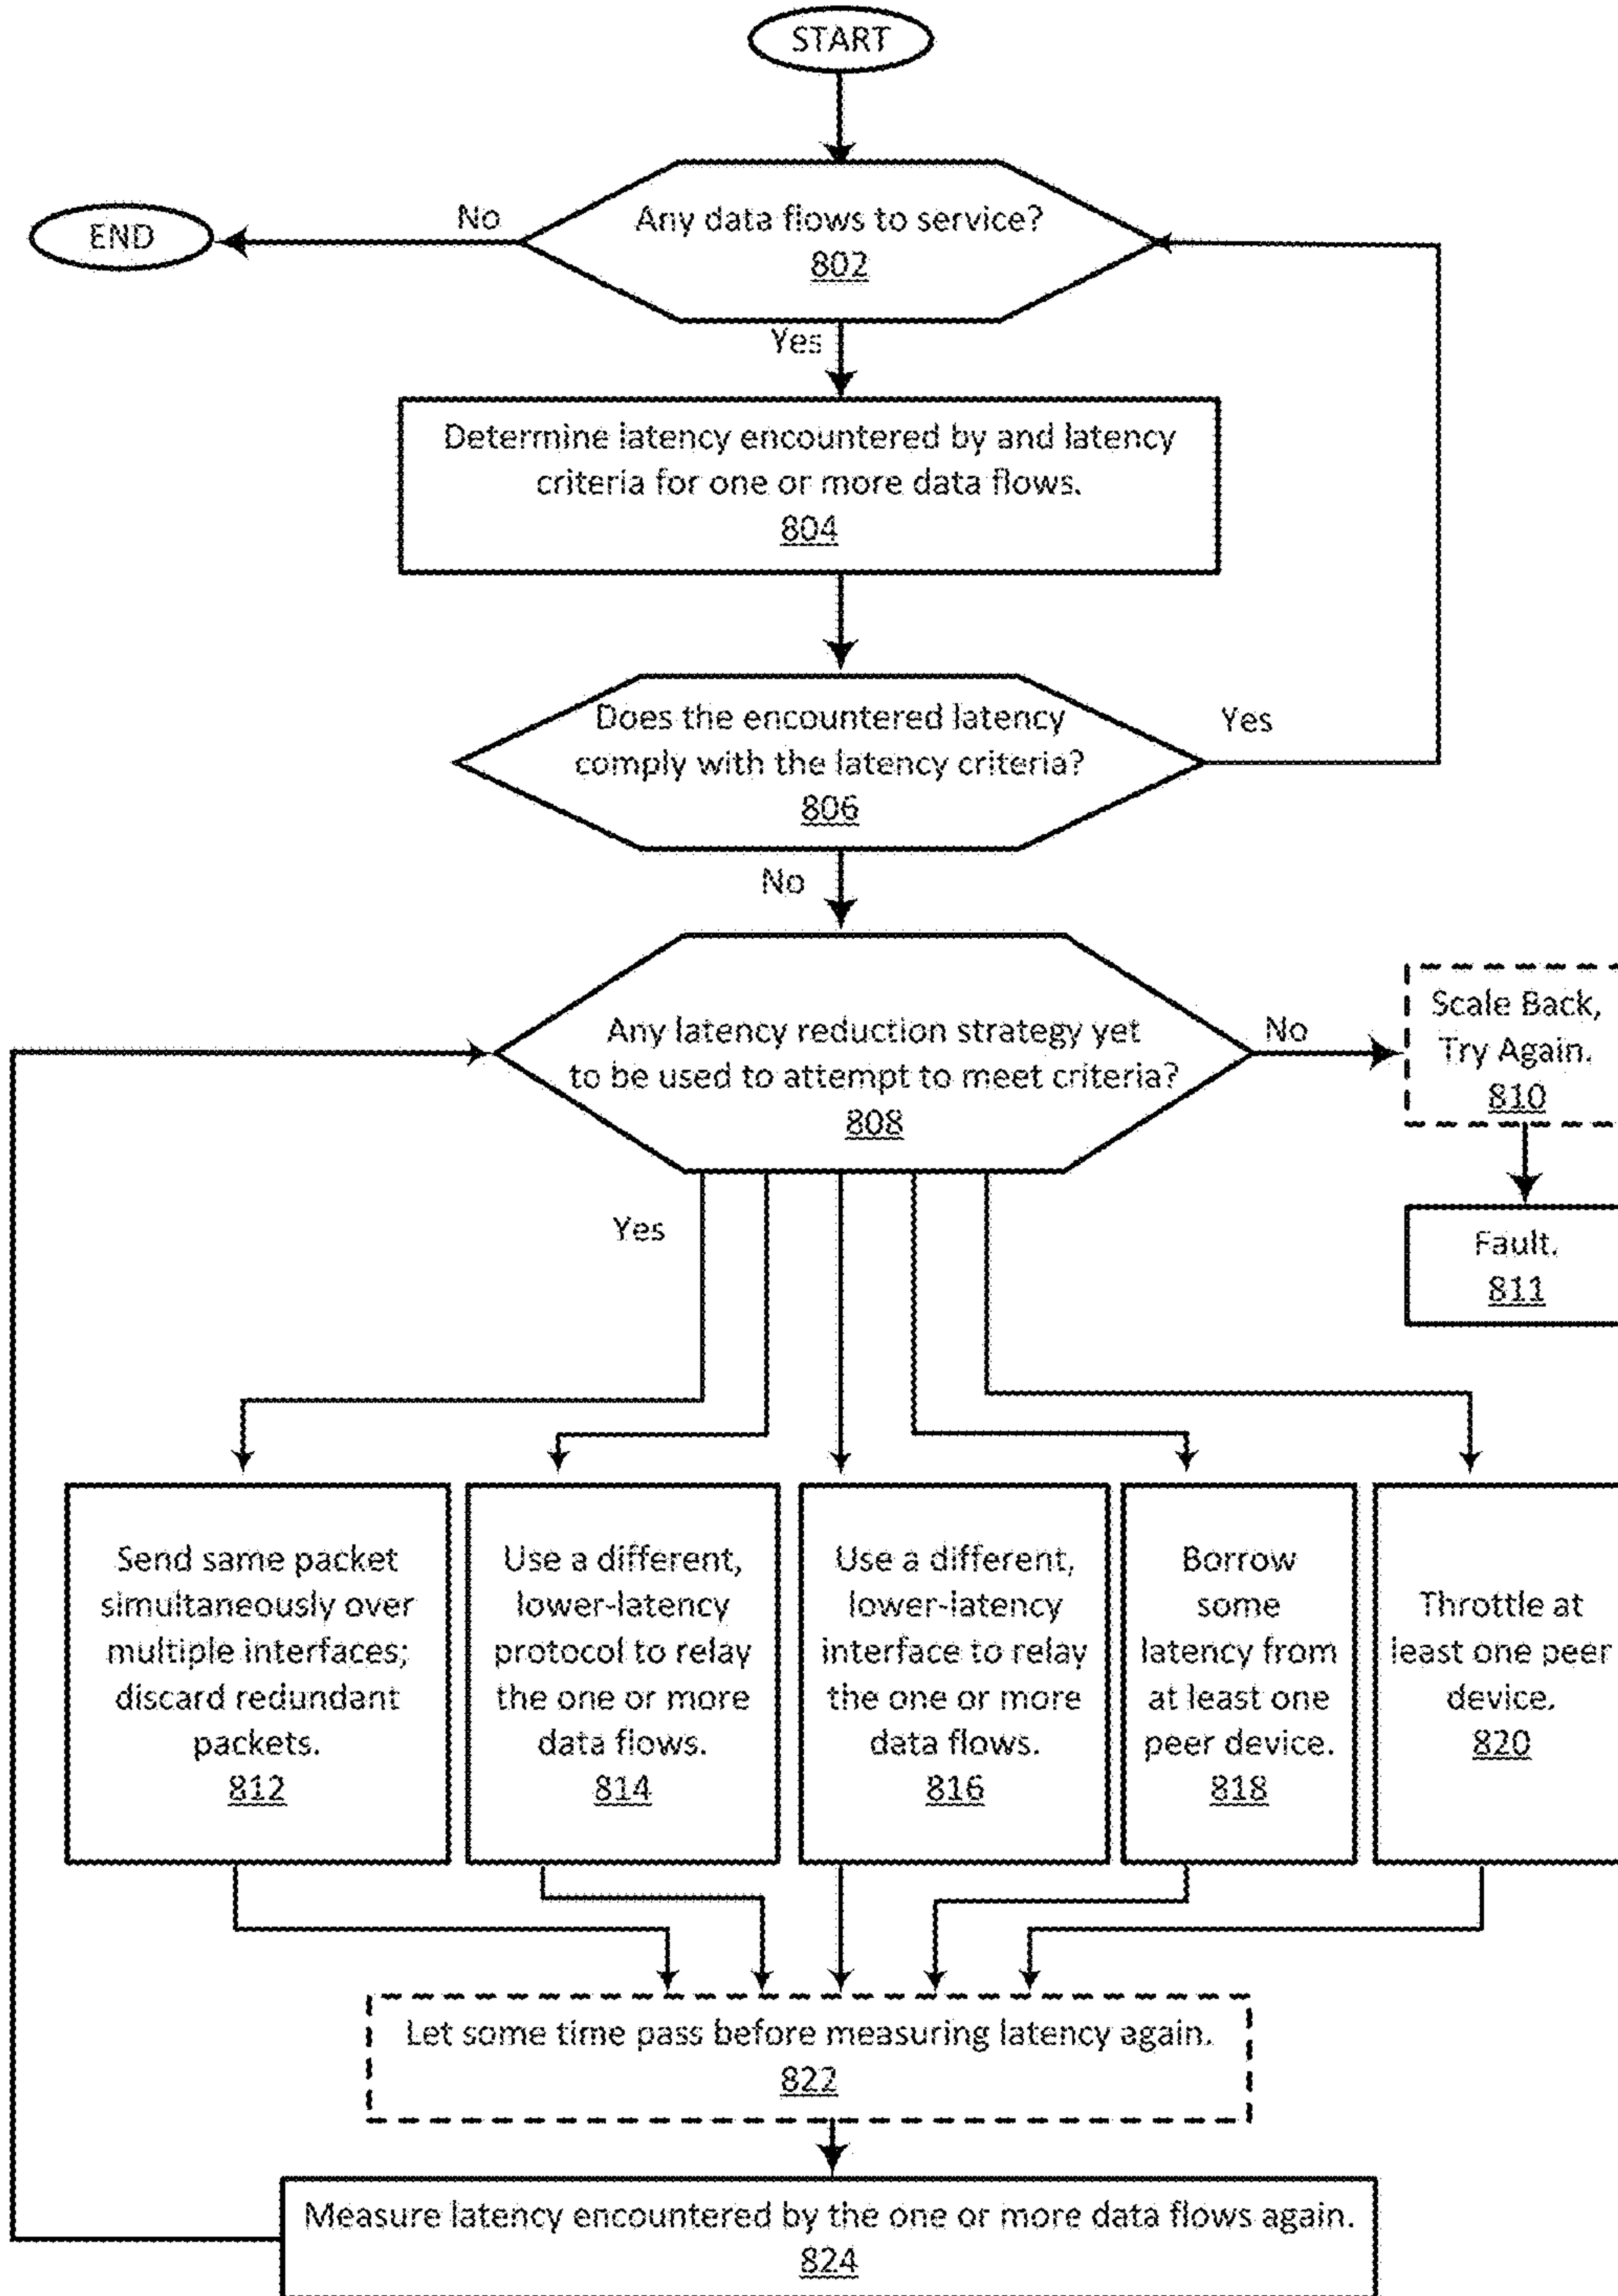 START
Any data flows to service?
802
No
END
Yes
Determine latency encountered by and latency
criteria for one or more data flows.
804
Does the encountered latency
comply with the latency criteria?
806
Yes
No
Any latency reduction strategy yet
to be used to attempt to meet criteria?
808
No
Scale Back,
Try Again.
810
Fault.
811
Yes
Send same packet
simultaneously over
multiple interfaces;
discard redundant
packets.
812
Use a different,
lower-latency
protocol to relay
the one or more
data flows.
814
Use a different,
lower-latency
interface to relay
the one or more
data flows.
816
Borrow
some
latency from
at least one
peer device.
818
Throttle at
least one peer
device.
820
Let some time pass before measuring latency again.
822
Measure latency encountered by the one or more data flows again.
824